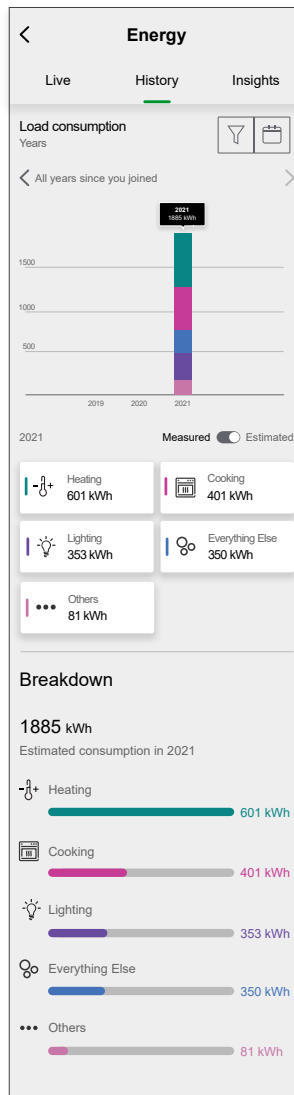 Energy
Live History Insights
Load consumption
Years
All years since you joined
2021
1885 kWh
1500
1000
500
2019 2020 2021
2021 Measured Estimated
Heating
601 kWh
Cooking
401 kWh
Lighting
353 kWh
Everything Else
350 kWh
Others
81 kWh
Breakdown
1885 kWh
Estimated consumption in 2021
Heating
601 kWh
Cooking
401 kWh
Lighting
353 kWh
Everything Else
350 kWh
Others
81 kWh